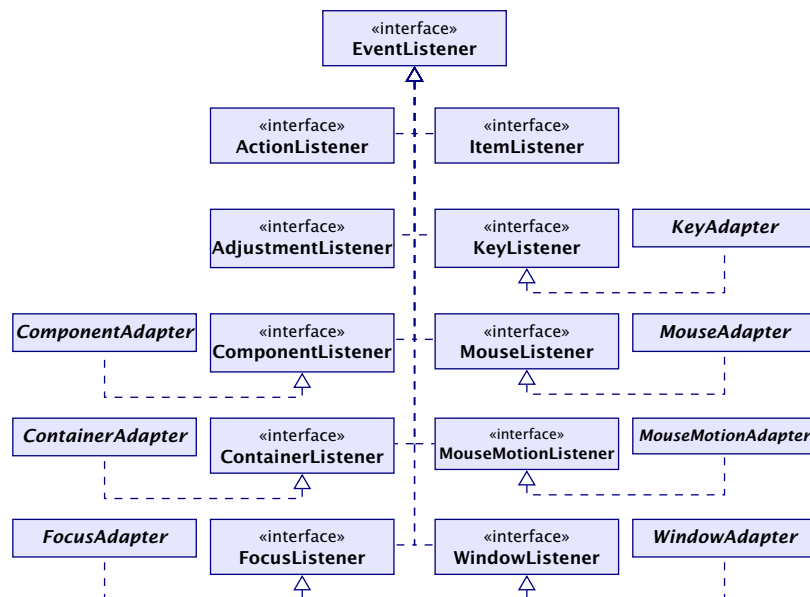 «interface»
EventListener
«interface»
ActionListener
«interface»
ItemListener
«interface»
AdjustmentListener
«interface»
KeyListener
KeyAdapter
ComponentAdapter
«interface»
ComponentListener
«interface»
MouseListener
MouseAdapter
ContainerAdapter
«interface»
ContainerListener
«interface»
MouseMotionListener
MouseMotionAdapter
FocusAdapter
«interface»
FocusListener
«interface»
WindowListener
WindowAdapter